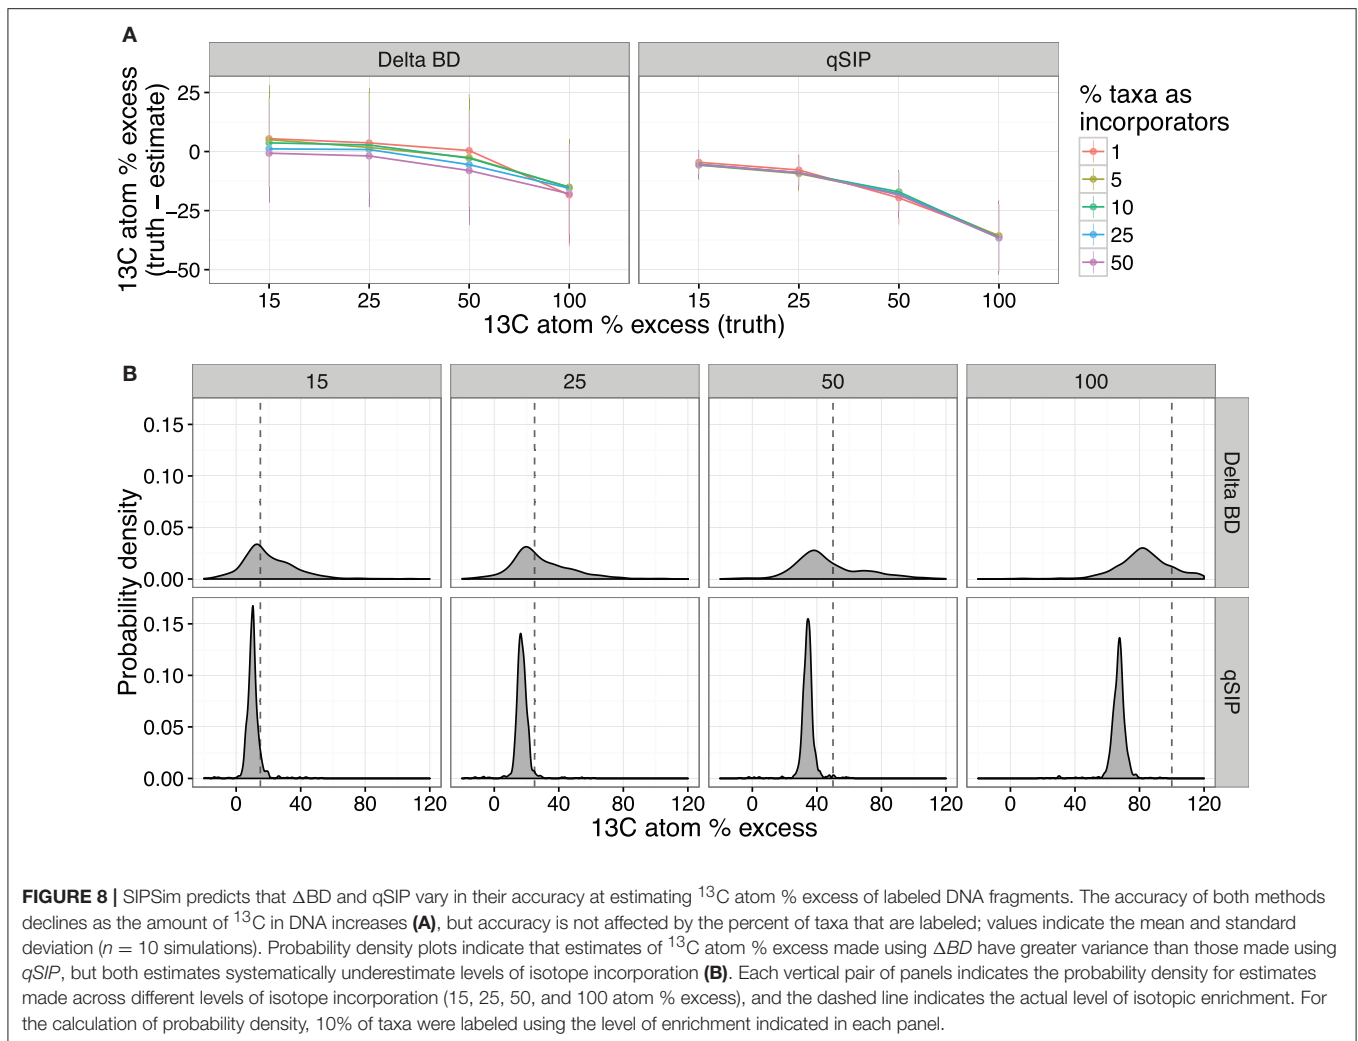 A
Delta BD
qSIP
13C atom % excess
(truth − estimate)
25
0
−25
−50
15
25
50
100
15
25
50
100
13C atom % excess (truth)
% taxa as
incorporators
1
5
10
25
50
B
15
25
50
100
Probability density
0.15
0.10
0.05
0.00
Delta BD
0.15
0.10
0.05
0.00
qSIP
0 40 80 120
0 40 80 120
0 40 80 120
0 40 80 120
13C atom % excess
FIGURE 8 | SIPSim predicts that ΔBD and qSIP vary in their accuracy at estimating 13C atom % excess of labeled DNA fragments. The accuracy of both methods
declines as the amount of 13C in DNA increases (A), but accuracy is not affected by the percent of taxa that are labeled; values indicate the mean and standard
deviation (n = 10 simulations). Probability density plots indicate that estimates of 13C atom % excess made using ΔBD have greater variance than those made using
qSIP, but both estimates systematically underestimate levels of isotope incorporation (B). Each vertical pair of panels indicates the probability density for estimates
made across different levels of isotope incorporation (15, 25, 50, and 100 atom % excess), and the dashed line indicates the actual level of isotopic enrichment. For
the calculation of probability density, 10% of taxa were labeled using the level of enrichment indicated in each panel.